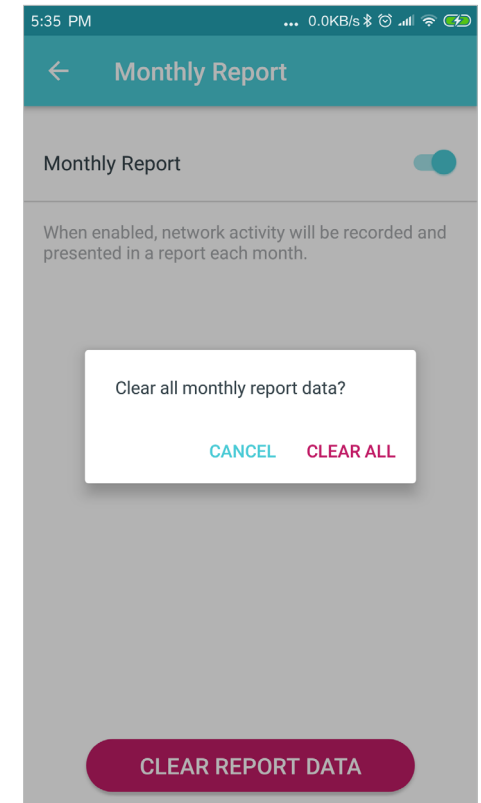 5:35 PM ... 0.0KB/s
Monthly Report
Monthly Report
When enabled, network activity will be recorded and
presented in a report each month.
Clear all monthly report data?
CANCEL CLEAR ALL
CLEAR REPORT DATA